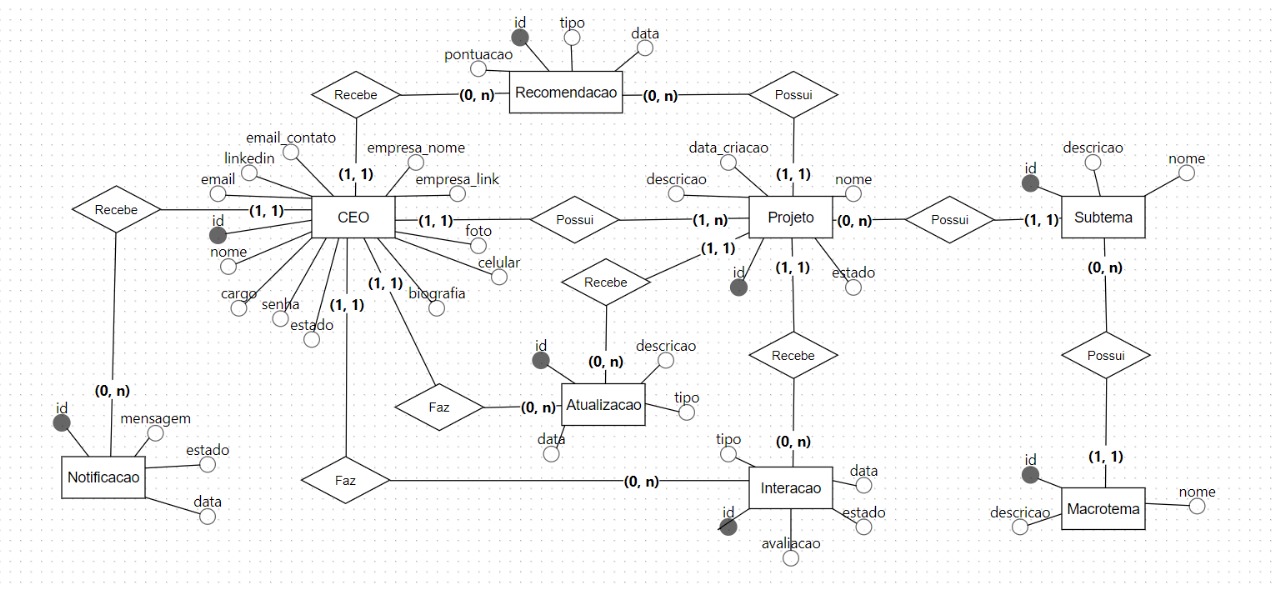 id
tipo
data
pontuacao
Recebe
(0, n)
Recomendacao
(0, n)
Possui
email_contato
empresa_nome
data_criacao
descricao
linkedin
nome
email
(1, 1)
empresa_link
descricao
(1, 1)
nome
id
Recebe
(1, 1)
CEO
(1, 1)
Possui
(1, n)
Projeto
(0, n)
Possui
(1, 1)
Subtema
id
foto
nome
(1, 1)
celular
id
(1, 1)
estado
(0, n)
Recebe
cargo
senha
estado
(1, 1)
(1, 1)
biografia
id
(0, n)
descricao
Recebe
Possui
(0, n)
Faz
(0, n)
Atualizacao
tipo
data
id
mensagem
estado
Notificacao
data
tipo
(0, n)
(1, 1)
Faz
(0, n)
Interacao
data
id
estado
avaliacao
id
nome
descricao
Macrotema